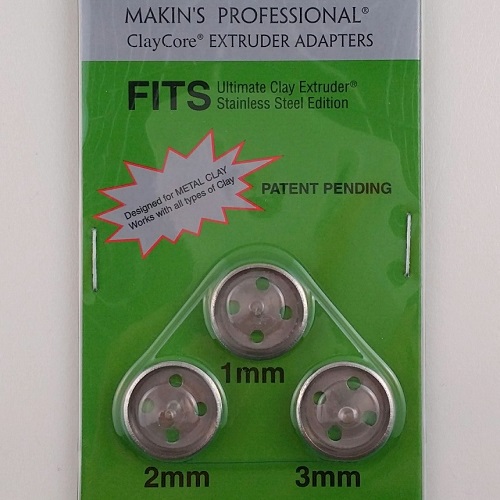 MAKIN'S PROFESSIONAL®
ClayCore® EXTRUDER ADAPTERS
FITS Ultimate Clay Extruder®
Stainless Steel Edition
Designed for METAL CLAY
Works with all types of Clay
PATENT PENDING
1mm
2mm
3mm